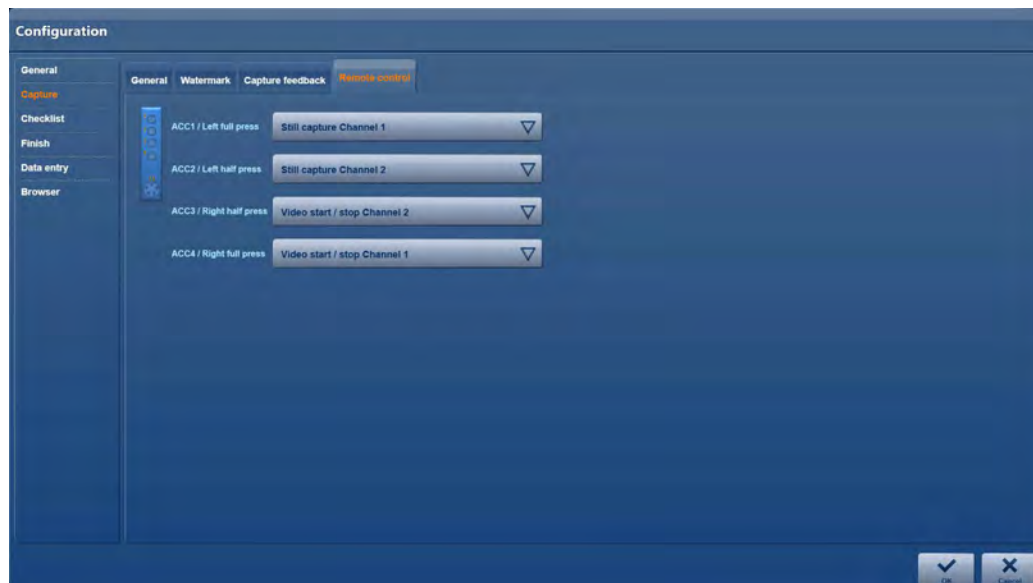 Configuration
General
Capture
Checklist
Finish
Data entry
Browser
General Watermark Capture feedback Remote control
ACC1 / Left full press Still capture Channel 1
ACC2 / Left half press Still capture Channel 2
ACC3 / Right half press Video start / stop Channel 2
ACC4 / Right full press Video start / stop Channel 1
OK Cancel